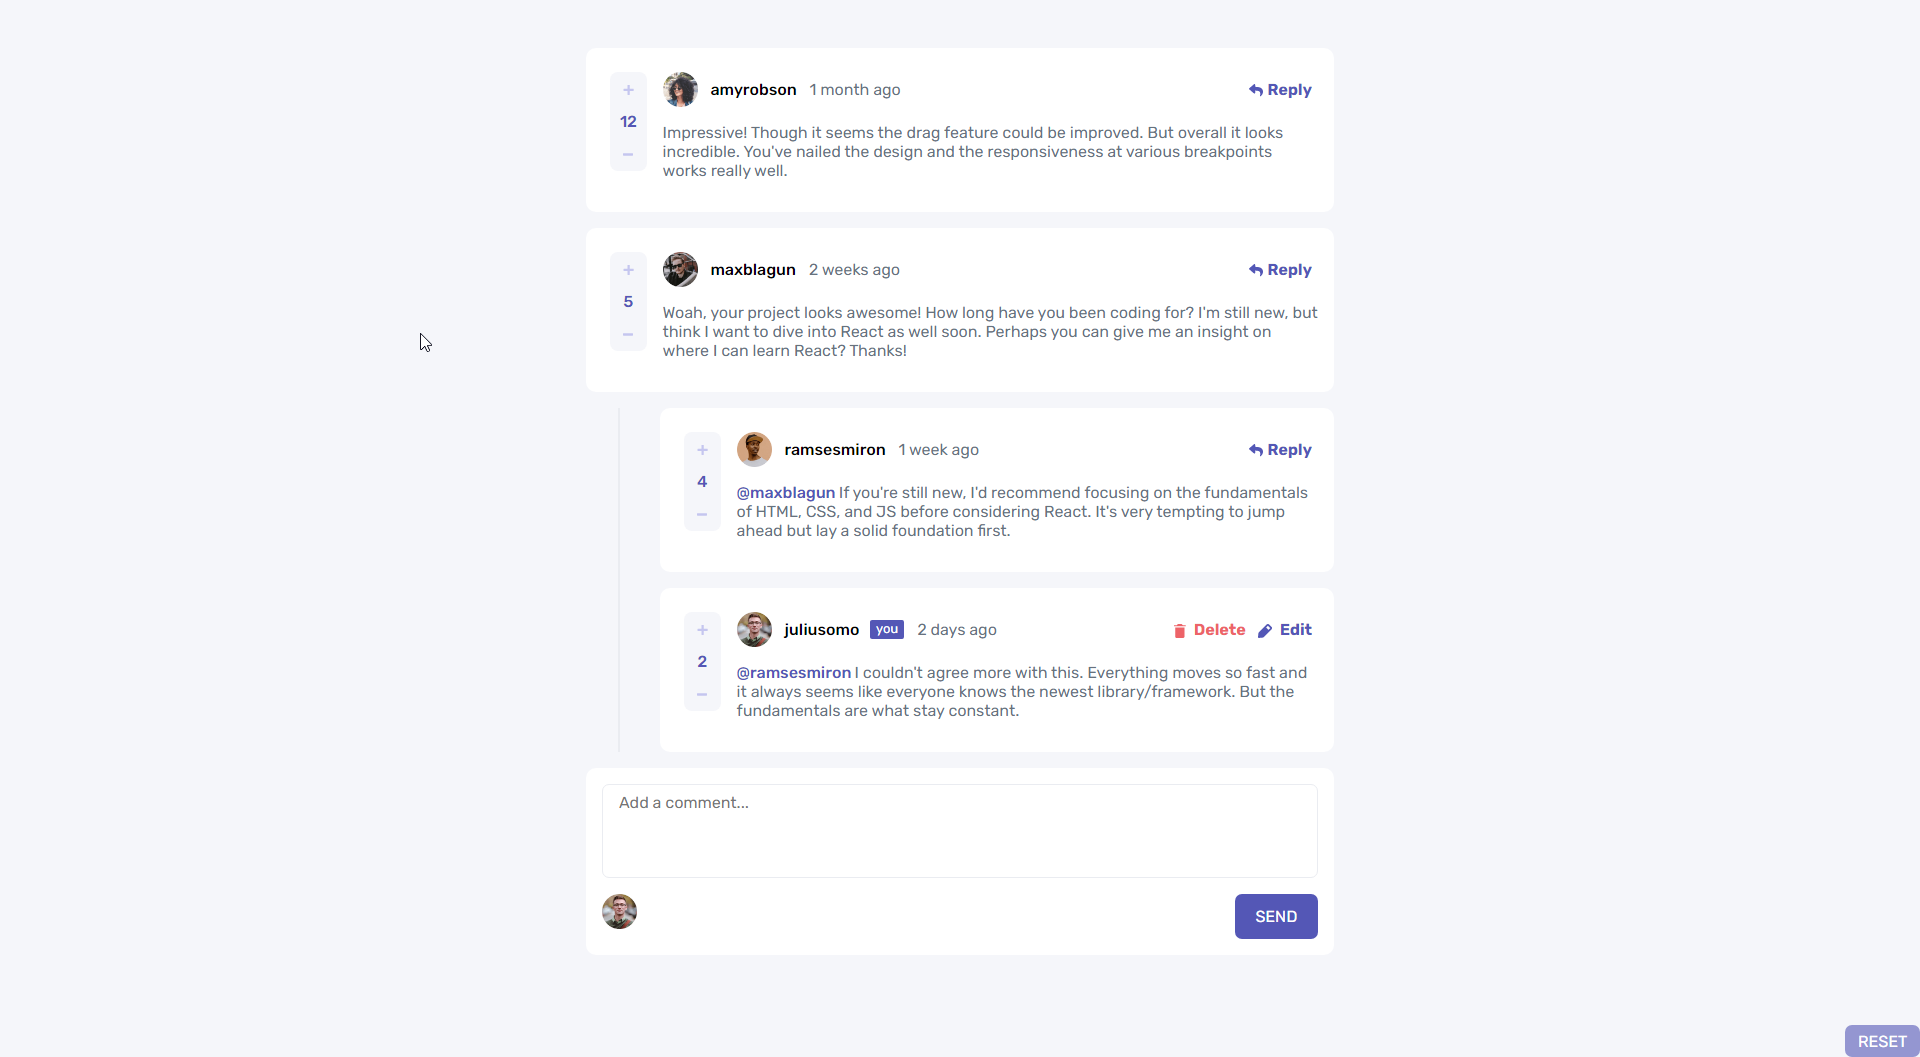 amyrobson 1 month ago Reply
+
12
−
Impressive! Though it seems the drag feature could be improved. But overall it looks
incredible. You've nailed the design and the responsiveness at various breakpoints
works really well.
maxblagun 2 weeks ago Reply
+
5
−
Woah, your project looks awesome! How long have you been coding for? I'm still new, but
think I want to dive into React as well soon. Perhaps you can give me an insight on
where I can learn React? Thanks!
ramsesmiron 1 week ago Reply
+
4
−
@maxblagun If you're still new, I'd recommend focusing on the fundamentals
of HTML, CSS, and JS before considering React. It's very tempting to jump
ahead but lay a solid foundation first.
juliusomo you 2 days ago Delete Edit
+
2
−
@ramsesmiron I couldn't agree more with this. Everything moves so fast and
it always seems like everyone knows the newest library/framework. But the
fundamentals are what stay constant.
Add a comment...
SEND
RESET